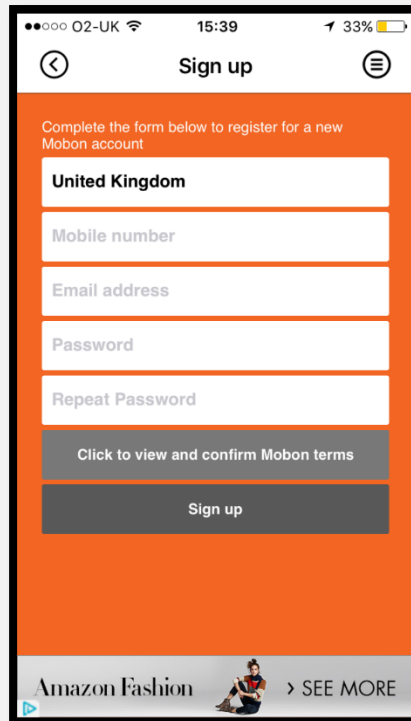 ●●○○○ O2-UK 15:39 33%
Sign up
Complete the form below to register for a new
Mobon account
United Kingdom
Mobile number
Email address
Password
Repeat Password
Click to view and confirm Mobon terms
Sign up
Amazon Fashion > SEE MORE